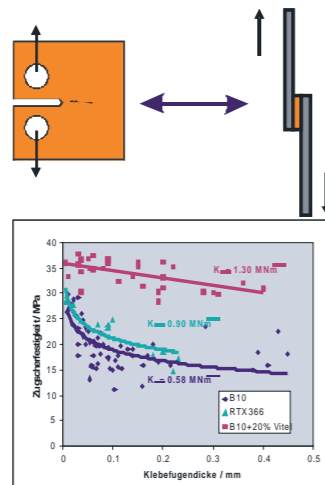 Zugscherfestigkeit / MPa
40
35
30
25
20
15
10
5
0
K 1.30 MNm
K 0.90 MNm
K 0.58 MNm
B10
RTX366
B10+20% Vitel
0
0.1
0.2
0.3
0.4
0.5
Klebefugendicke / mm